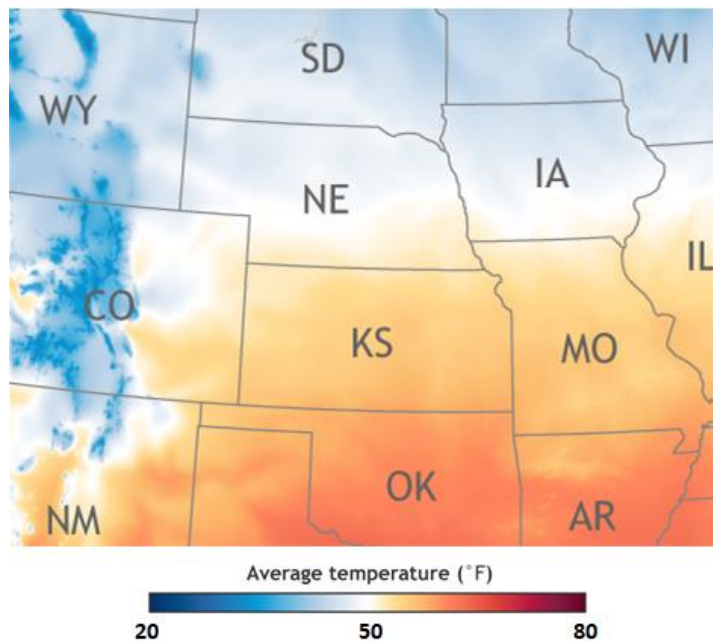 SD
WI
WY
IA
NE
IL
CO
KS
MO
OK
AR
NM
Average temperature (°F)
20 50 80